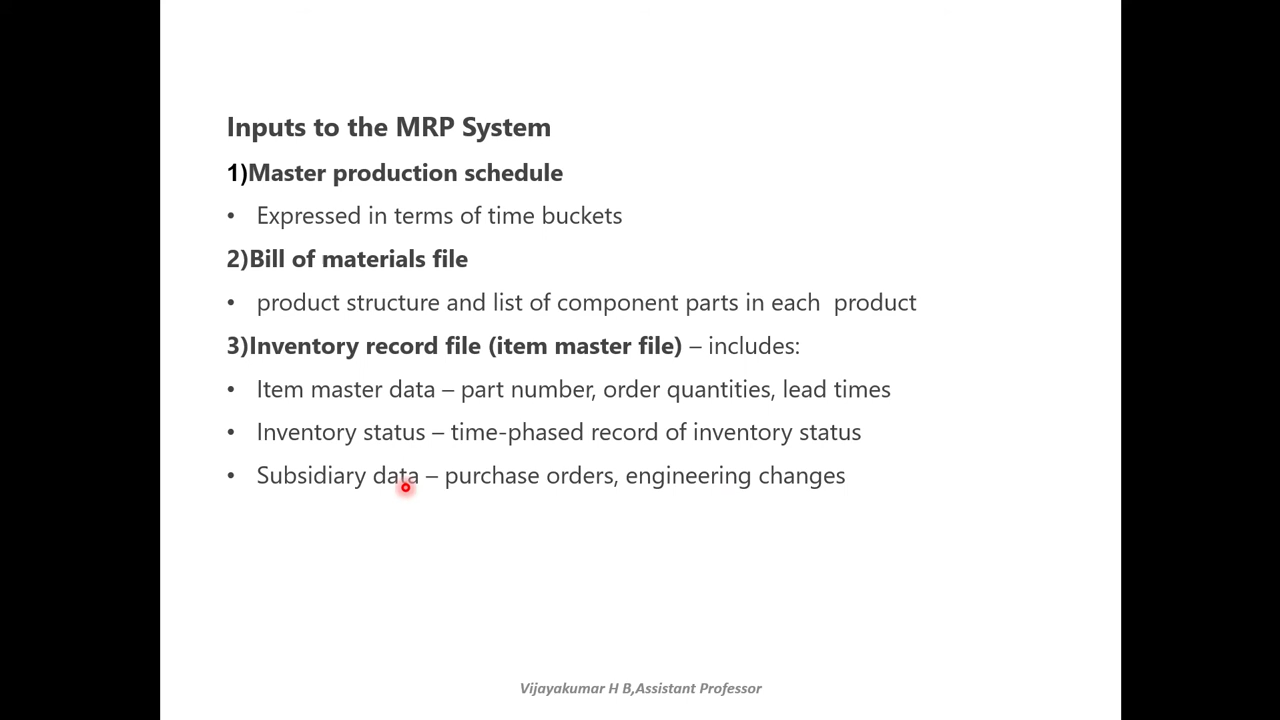 Inputs to the MRP System
1)Master production schedule
• Expressed in terms of time buckets
2)Bill of materials file
• product structure and list of component parts in each  product
3)Inventory record file (item master file) – includes:
• Item master data – part number, order quantities, lead times
• Inventory status – time-phased record of inventory status
• Subsidiary data – purchase orders, engineering changes
Vijayakumar H B,Assistant Professor